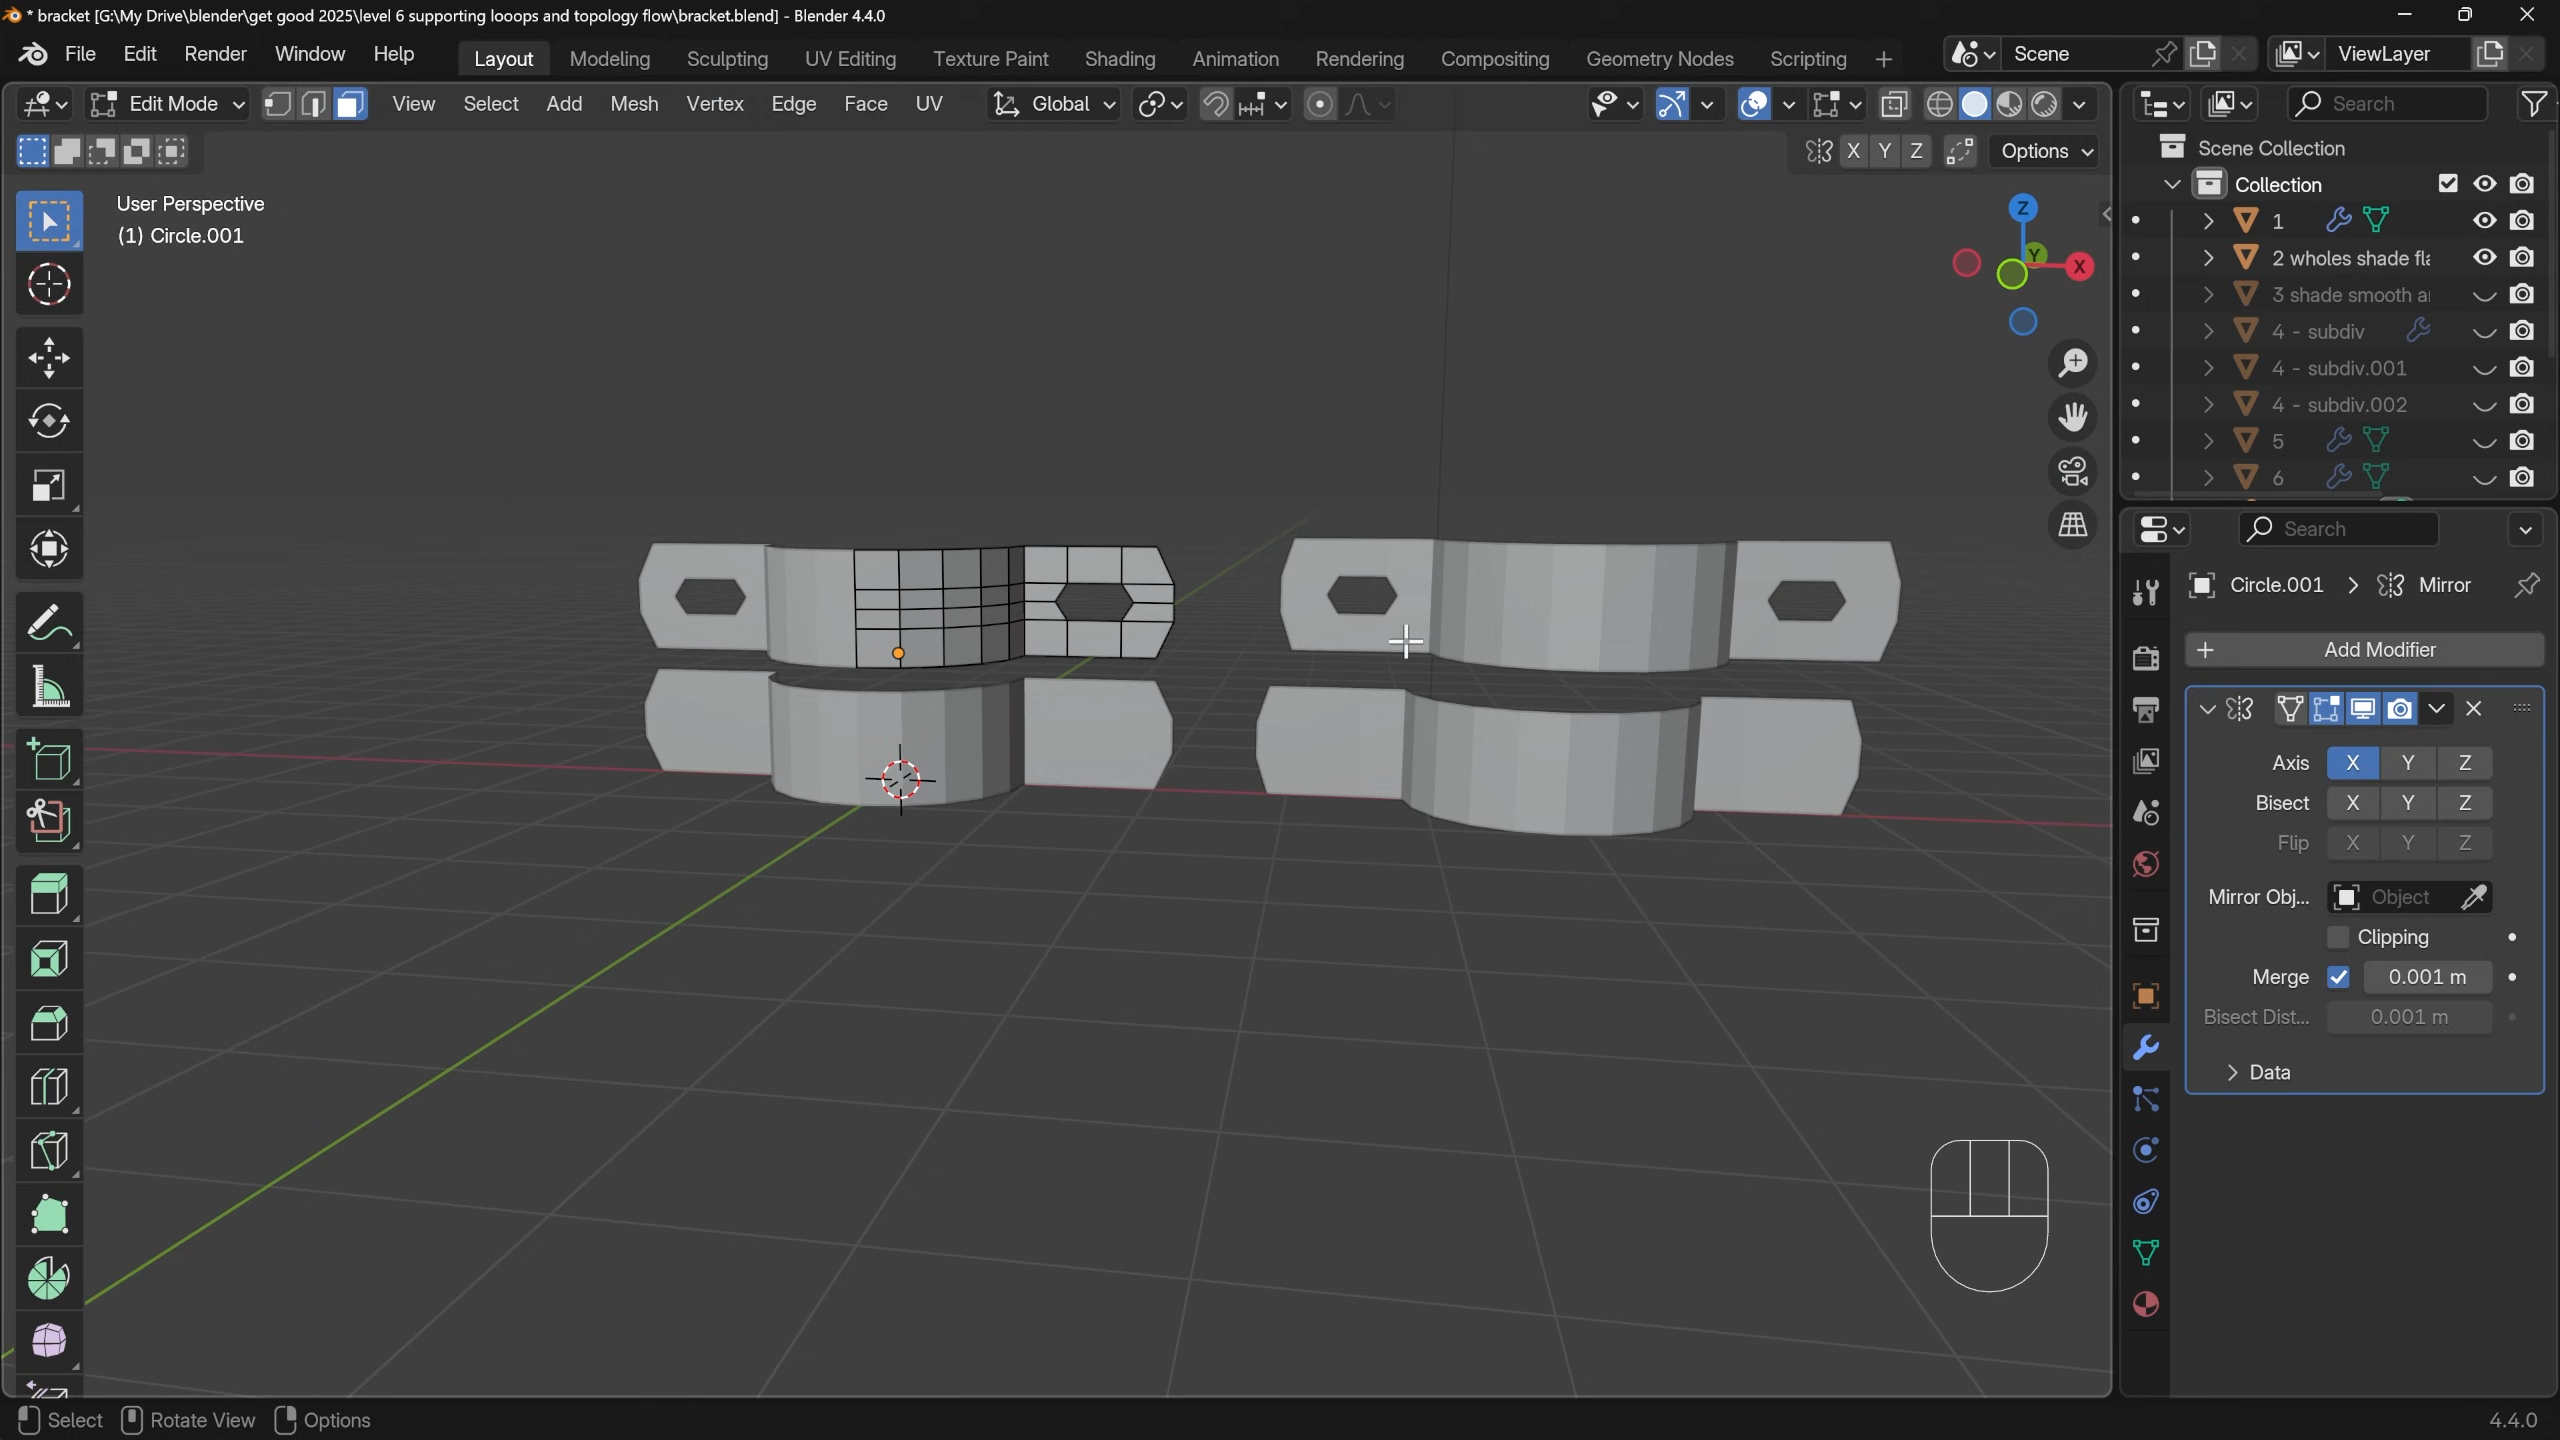 * bracket [G:\My Drive\blender\get good 2025\level 6 supporting looops and topology flow\bracket.blend] - Blender 4.4.0
File Edit Render Window Help Layout Modeling Sculpting UV Editing Texture Paint Shading Animation Rendering Compositing Geometry Nodes Scripting + Scene ViewLayer
Edit Mode View Select Add Mesh Vertex Edge Face UV Global Search
X Y Z Options
User Perspective
(1) Circle.001
Z
Y
X
Scene Collection
Collection
1
2 wholes shade fla
3 shade smooth a
4 - subdiv
4 - subdiv.001
4 - subdiv.002
5
6
Search
Circle.001 > Mirror
+ Add Modifier
Axis X Y Z
Bisect X Y Z
Flip X Y Z
Mirror Obj... Object
Clipping
Merge 0.001 m
Bisect Dist... 0.001 m
Data
Select Rotate View Options 4.4.0